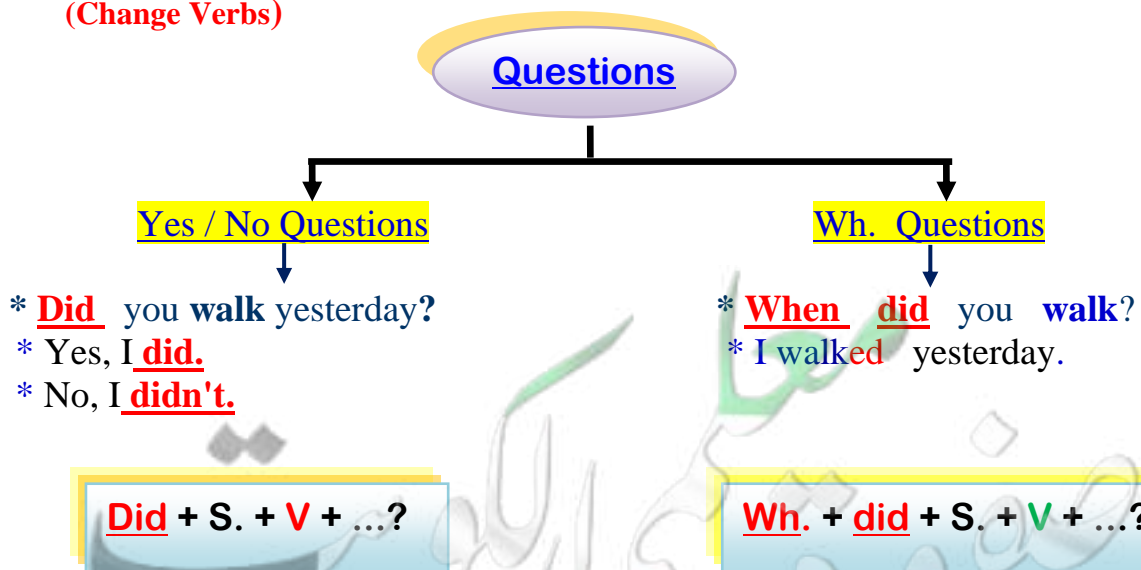 (Change Verbs)
Questions
Yes / No Questions
* Did you walk yesterday?
* Yes, I did.
* No, I didn't.
Did + S. + V + ...?
Wh. Questions
* When did you walk?
* I walked yesterday.
Wh. + did + S. + V + ...?